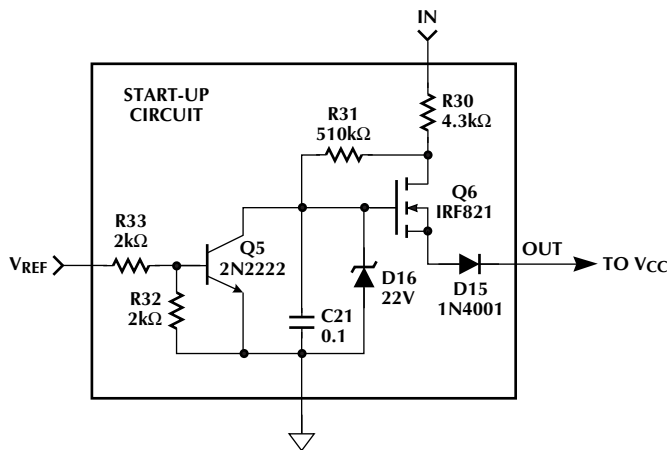 IN
START-UP
CIRCUIT
R31
510kΩ
R30
4.3kΩ
Q6
IRF821
R33
2kΩ
Q5
2N2222
VREF
OUT
TO VCC
R32
2kΩ
D16
22V
D15
1N4001
C21
0.1